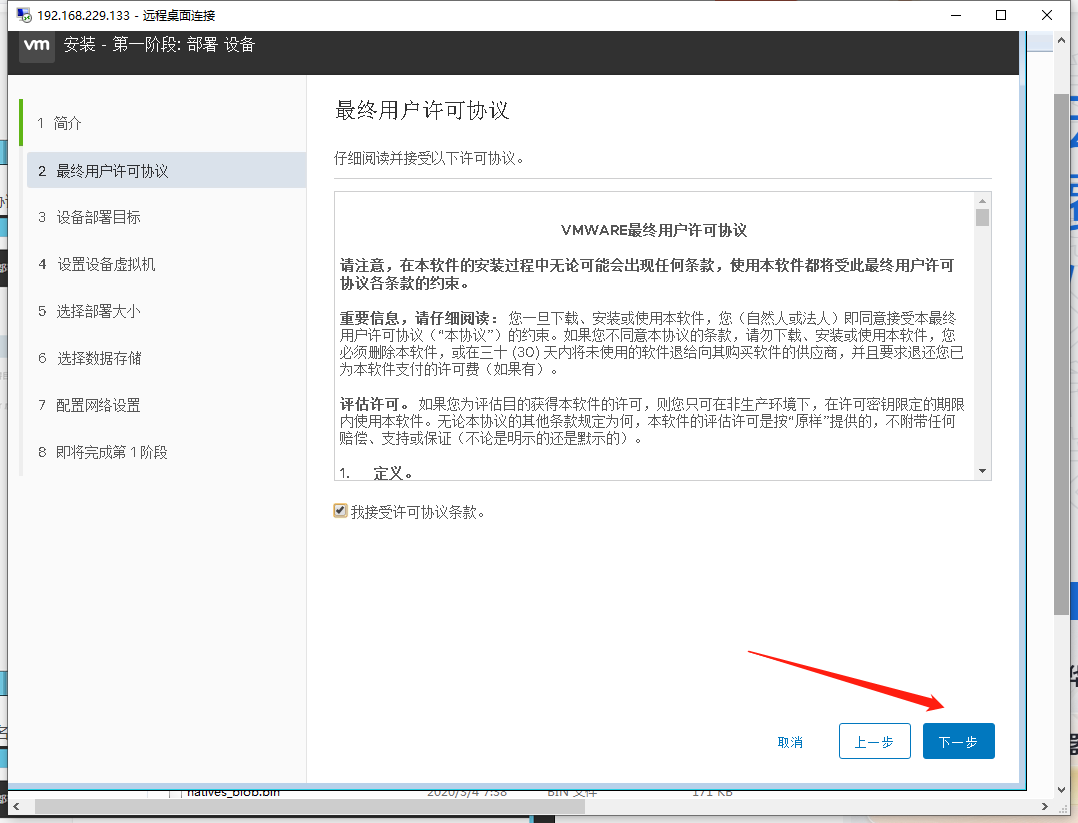 192.168.229.133 - 远程桌面连接
vm 安装 - 第一阶段: 部署 设备
1 简介
2 最终用户许可协议
3 设备部署目标
4 设置设备虚拟机
5 选择部署大小
6 选择数据存储
7 配置网络设置
8 即将完成第 1 阶段
最终用户许可协议
仔细阅读并接受以下许可协议。
VMWARE最终用户许可协议
请注意，在本软件的安装过程中无论可能会出现任何条款，使用本软件都将受此最终用户许可
协议各条款的约束。
重要信息，请仔细阅读： 您一旦下载、安装或使用本软件，您（自然人或法人）即同意接受本最终
用户许可协议（“本协议”）的约束。如果您不同意本协议的条款，请勿下载、安装或使用本软件，您
必须删除本软件，或在三十 (30) 天内将未使用的软件退给向其购买软件的供应商，并且要求退还您已
为本软件支付的许可费（如果有）。
评估许可。 如果您为评估目的获得本软件的许可，则您只可在非生产环境下，在许可密钥限定的期限
内使用本软件。无论本协议的其他条款规定为何，本软件的评估许可是按“原样”提供的，不附带任何
赔偿、支持或保证（不论是明示的还是默示的）。
1. 定义。
我接受许可协议条款。
取消 上一步 下一步
natives_blob.bin 2020/3/4 7:38 BIN 文件 171 KB